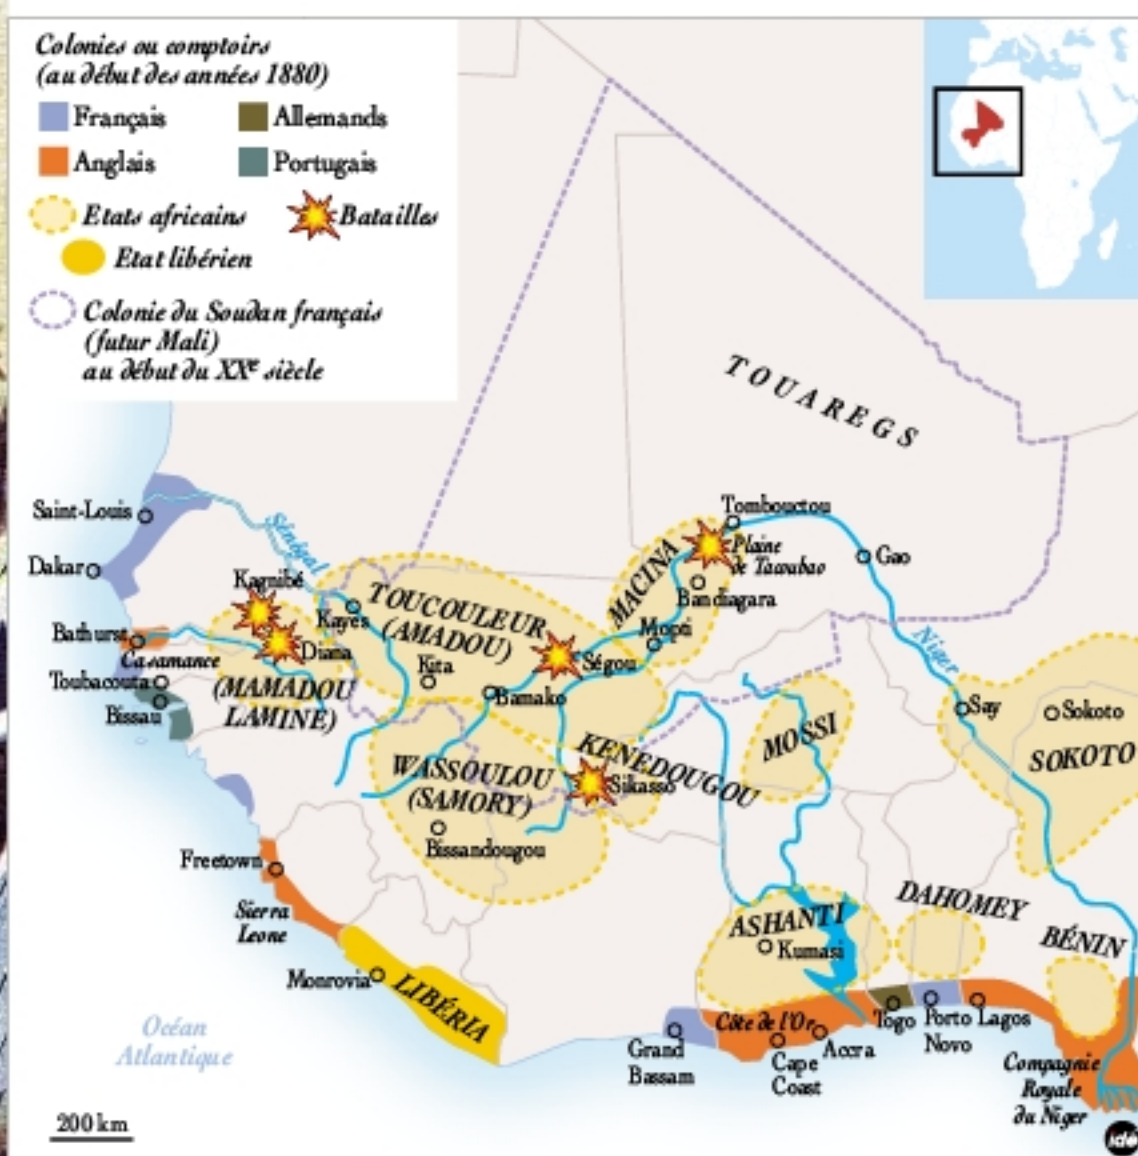 Colonies ou comptoirs
(au début des années 1880)
Français
Allemands
Anglais
Portugais
Etats africains
Batailles
Etat libérien
Colonie du Soudan français
(futur Mali)
au début du XXe siècle
TOUAREGS
Saint-Louis
Sénégal
Tombouctou
Plaine
de Tacoubao
Gao
Dakar
Kagnibé
Kayes
TOUCOULEUR
(AMADOU)
MACINA
Bandiagara
Mopti
Niger
Bathurst
Casamance
Diana
Kita
Ségou
Toubacouta
(MAMADOU
LAMINE)
Bamako
Bissau
Say
Sokoto
SOKOTO
MOSSI
KENEDOUGOU
WASSOULOU
(SAMORY)
Sikasso
Bissandougou
Freetown
Sierra
Leone
DAHOMEY
BÉNIN
ASHANTI
Kumasi
Monrovia
LIBÉRIA
Océan
Atlantique
Côte de l'Or
Togo
Porto
Novo
Lagos
Grand
Bassam
Cape
Coast
Accra
Compagnie
Royale
du Niger
200 km
idé